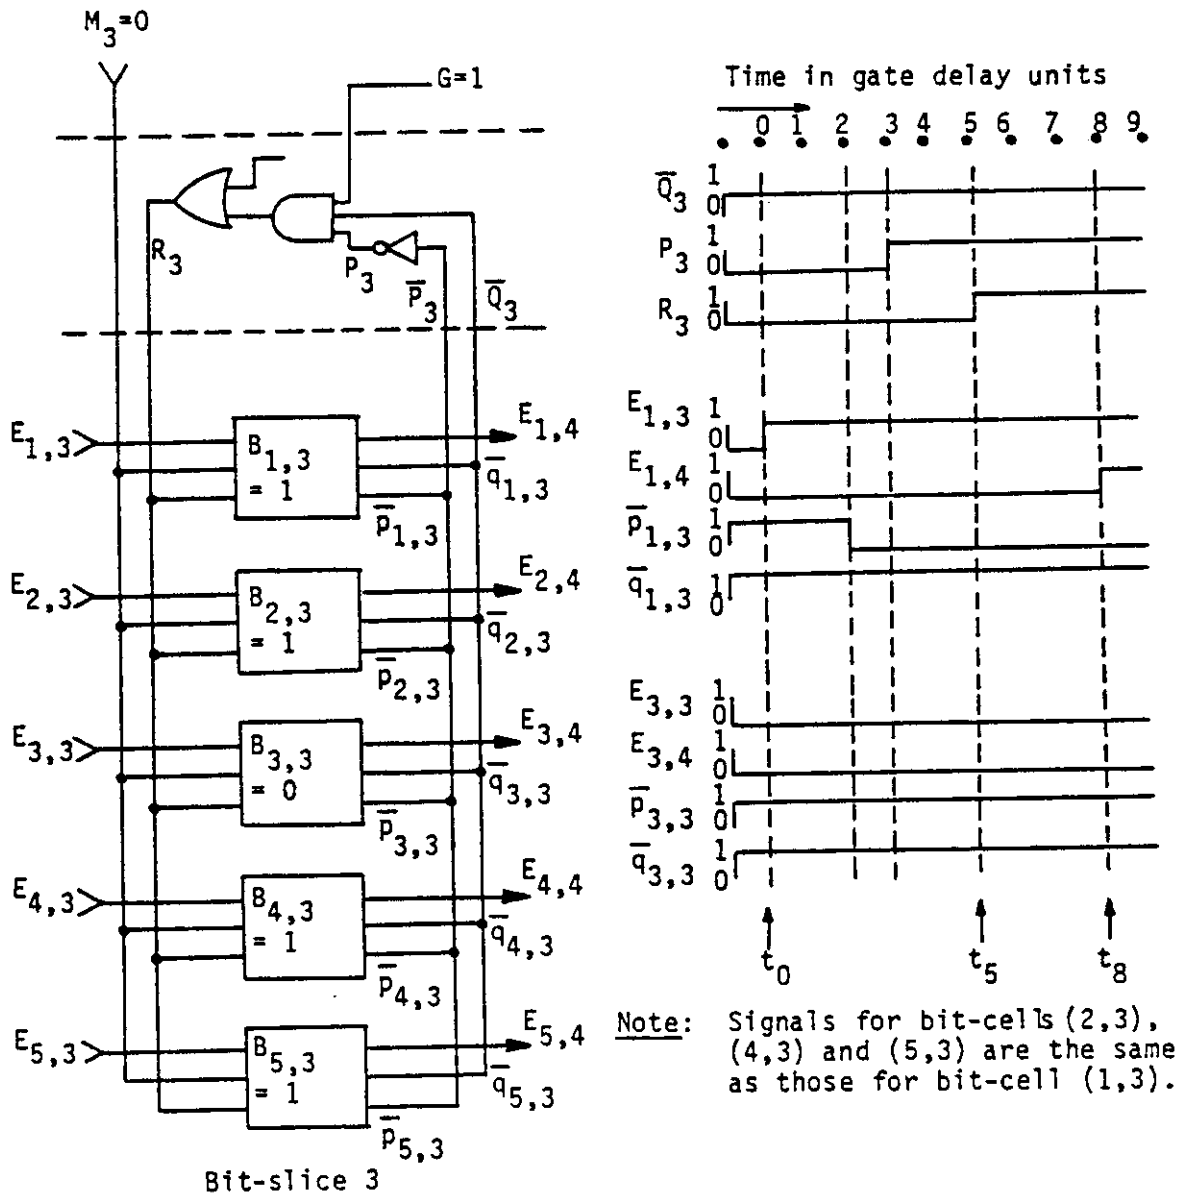 M₃=0
G=1
R₃
P₃
P̅₃
Q̅₃
E₁,₃
B₁,₃
= 1
E₁,₄
q̅₁,₃
p̅₁,₃
E₂,₃
B₂,₃
= 1
E₂,₄
q̅₂,₃
p̅₂,₃
E₃,₃
B₃,₃
= 0
E₃,₄
q̅₃,₃
p̅₃,₃
E₄,₃
B₄,₃
= 1
E₄,₄
q̅₄,₃
p̅₄,₃
E₅,₃
B₅,₃
= 1
E₅,₄
q̅₅,₃
p̅₅,₃
Bit-slice 3
Time in gate delay units
0 1 2 3 4 5 6 7 8 9
Q̅₃ 1
0
P₃ 1
0
R₃ 1
0
E₁,₃ 1
0
E₁,₄ 1
0
p̅₁,₃ 1
0
q̅₁,₃ 1
0
E₃,₃ 1
0
E₃,₄ 1
0
p̅₃,₃ 1
0
q̅₃,₃ 1
0
t₀ t₅ t₈
Note: Signals for bit-cells (2,3),
(4,3) and (5,3) are the same
as those for bit-cell (1,3).